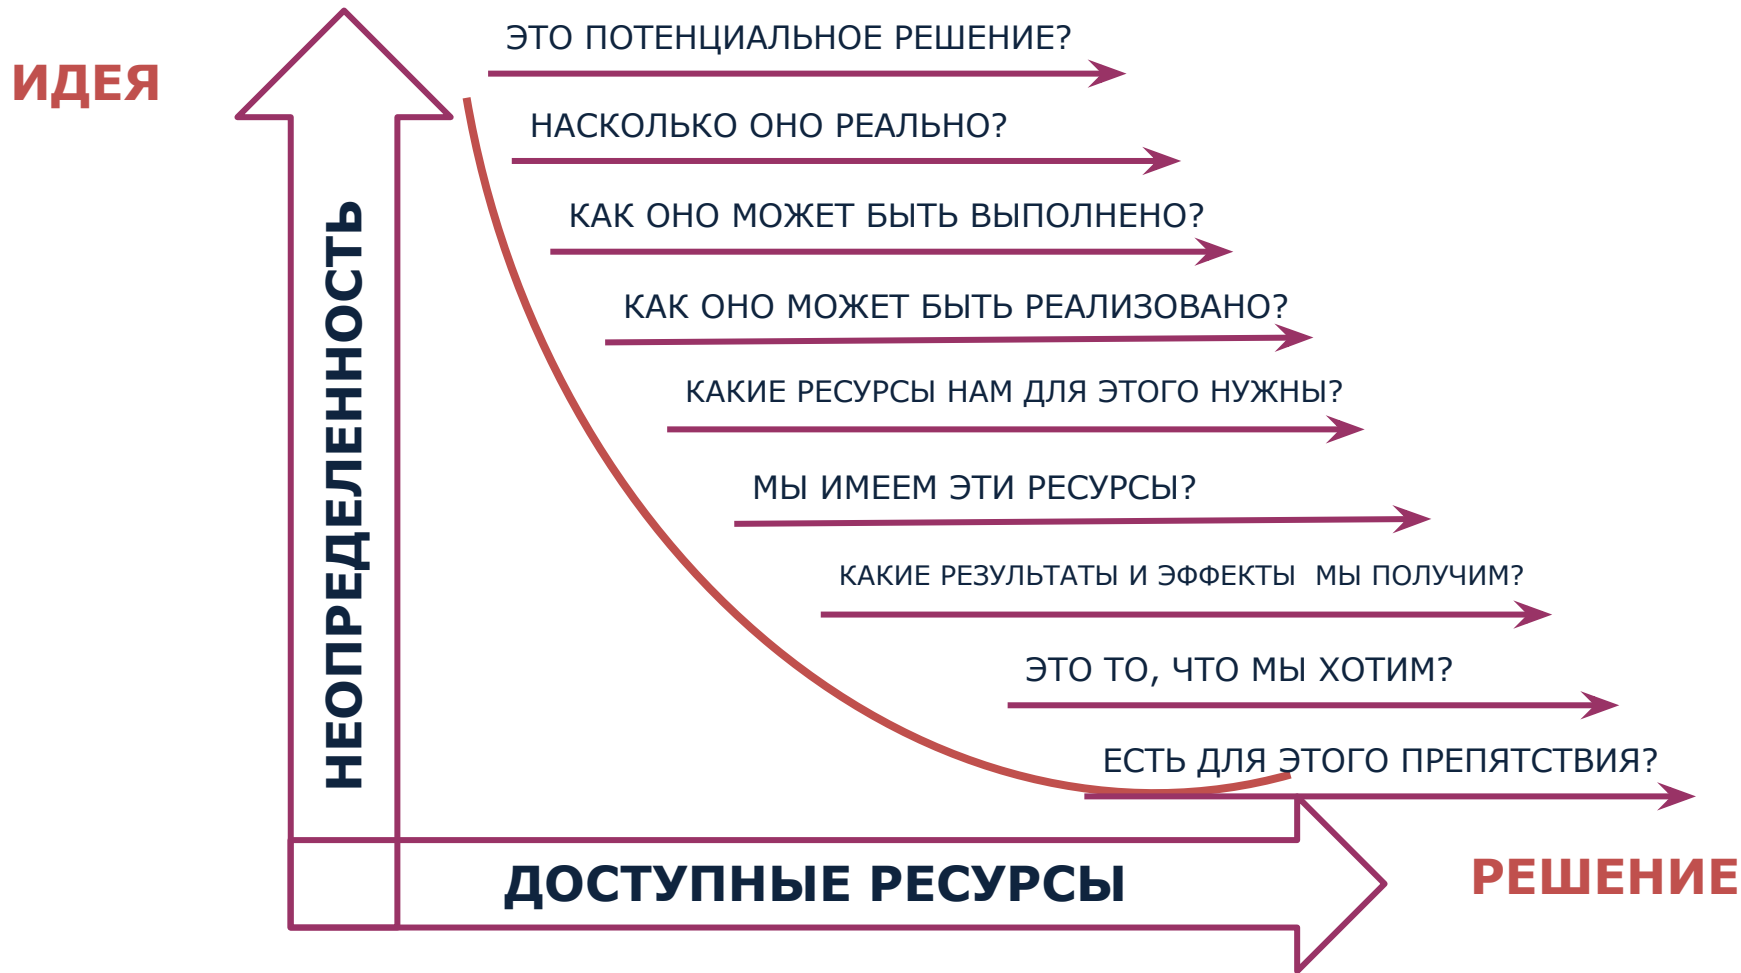 ЭТО ПОТЕНЦИАЛЬНОЕ РЕШЕНИЕ?
ИДЕЯ
НАСКОЛЬКО ОНО РЕАЛЬНО?
КАК ОНО МОЖЕТ БЫТЬ ВЫПОЛНЕНО?
КАК ОНО МОЖЕТ БЫТЬ РЕАЛИЗОВАНО?
КАКИЕ РЕСУРСЫ НАМ ДЛЯ ЭТОГО НУЖНЫ?
НЕОПРЕДЕЛЕННОСТЬ
МЫ ИМЕЕМ ЭТИ РЕСУРСЫ?
КАКИЕ РЕЗУЛЬТАТЫ И ЭФФЕКТЫ  МЫ ПОЛУЧИМ?
ЭТО ТО, ЧТО МЫ ХОТИМ?
ЕСТЬ ДЛЯ ЭТОГО ПРЕПЯТСТВИЯ?
ДОСТУПНЫЕ РЕСУРСЫ
РЕШЕНИЕ